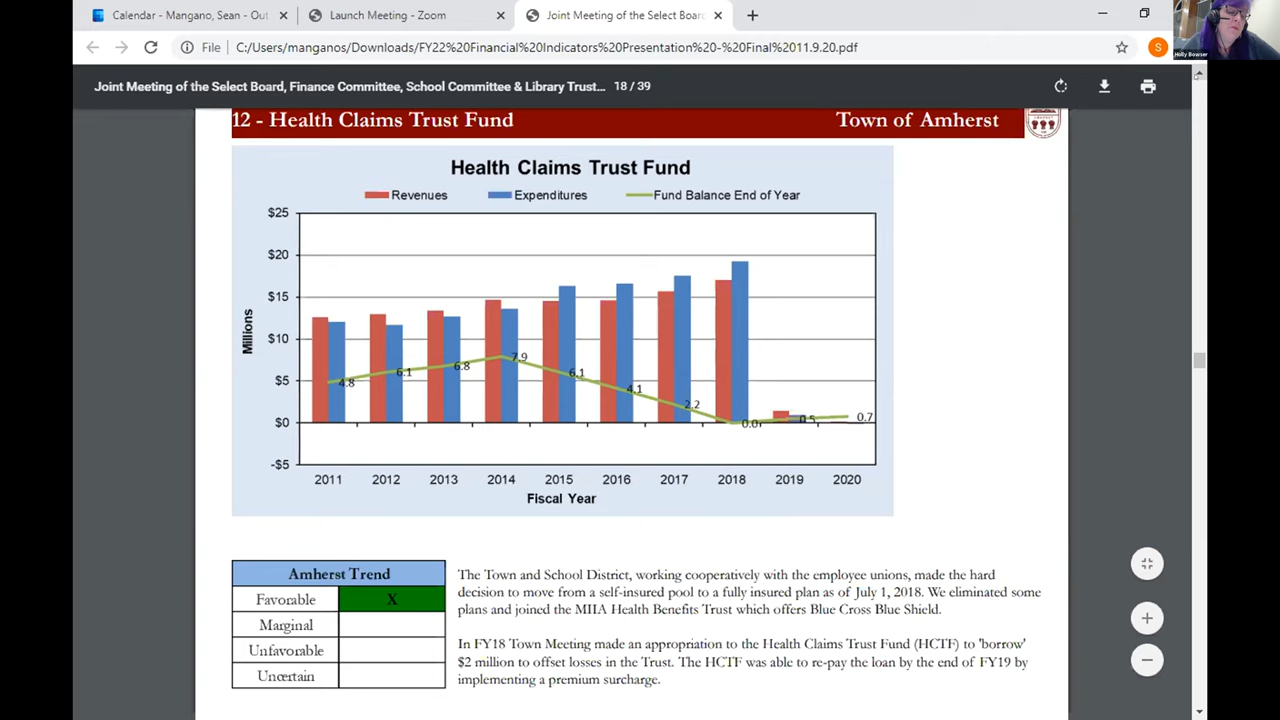 Calendar - Mangano, Sean - Out
Launch Meeting - Zoom
Joint Meeting of the Select Board
File
C:/Users/manganos/Downloads/FY22%20Financial%20Indicators%20Presentation%20-%20Final%2011.9.20.pdf
S
Holly Bowser
Joint Meeting of the Select Board, Finance Committee, School Committee & Library Trust...
18 / 39
12 - Health Claims Trust Fund
Town of Amherst
Health Claims Trust Fund
Revenues
Expenditures
Fund Balance End of Year
$25
$20
$15
$10
$5
$0
-$5
Millions
4.8
6.1
6.8
7.9
6.1
4.1
2.2
0.0
0.5
0.7
2011 2012 2013 2014 2015 2016 2017 2018 2019 2020
Fiscal Year
Amherst Trend
Favorable X
Marginal
Unfavorable
Uncertain
The Town and School District, working cooperatively with the employee unions, made the hard
decision to move from a self-insured pool to a fully insured plan as of July 1, 2018. We eliminated some
plans and joined the MIIA Health Benefits Trust which offers Blue Cross Blue Shield.
In FY18 Town Meeting made an appropriation to the Health Claims Trust Fund (HCTF) to 'borrow'
$2 million to offset losses in the Trust. The HCTF was able to re-pay the loan by the end of FY19 by
implementing a premium surcharge.